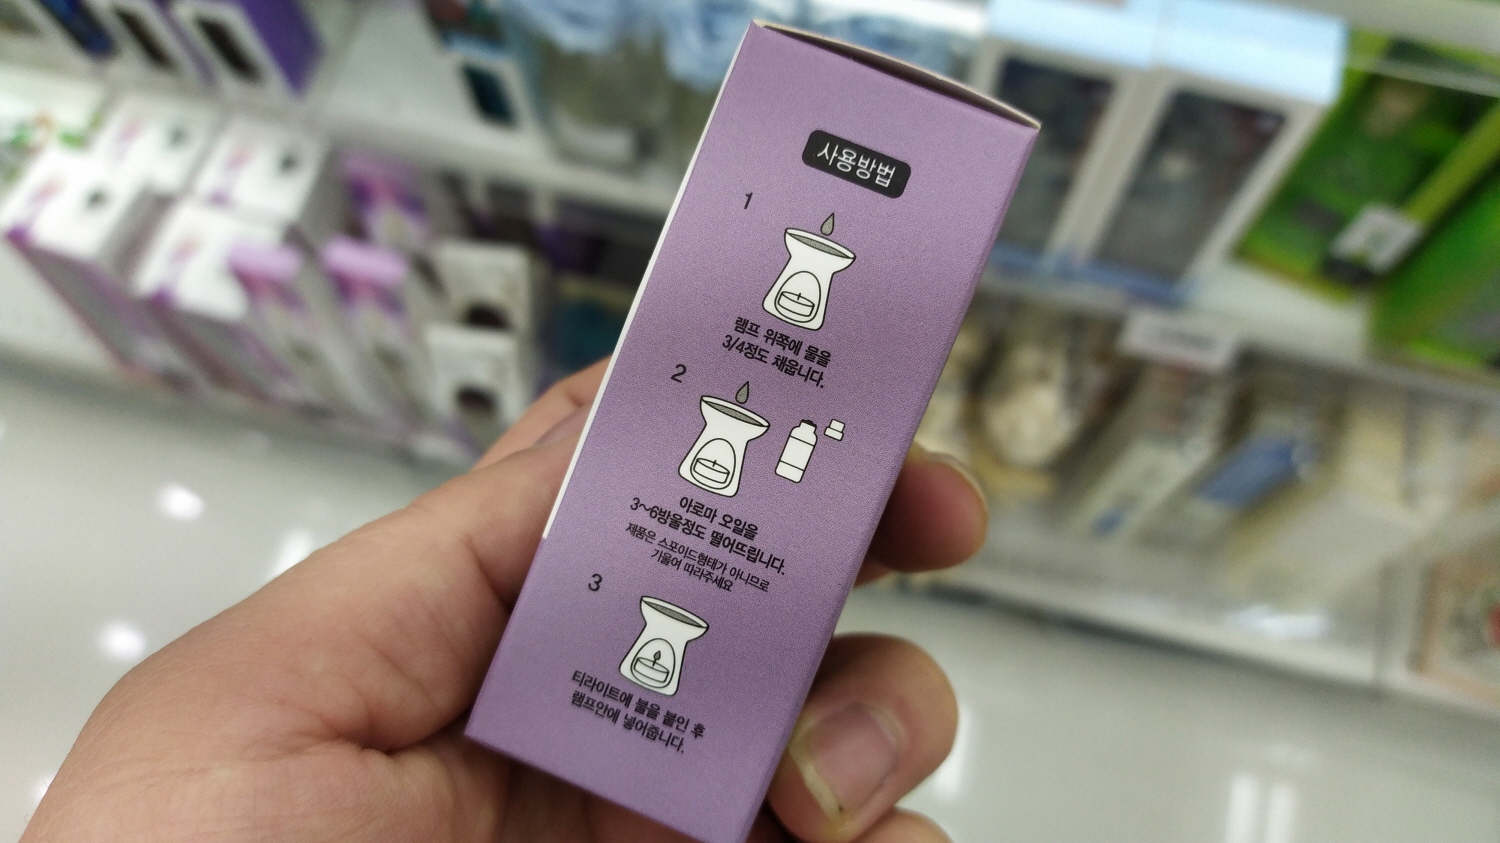 사용방법
1
램프 위쪽에 물을
3/4정도 채웁니다.
2
아로마 오일을
3~6방울정도 떨어뜨립니다.
제품은 스포이드형태가 아니므로
기울여 따라주세요
3
티라이트에 불을 붙인 후
램프안에 넣어줍니다.